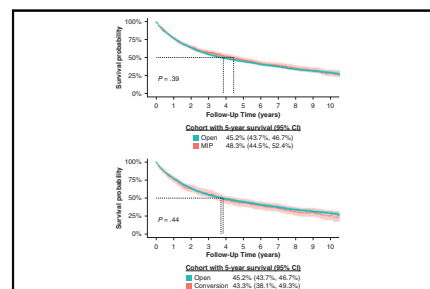 Survival probability
100%
75%
50%
25%
0%
P = .39
0 1 2 3 4 5 6 7 8 9 10
Follow-Up Time (years)
Cohort with 5-year survival (95% CI)
Open 45.2% (43.7%, 46.7%)
MIP 48.3% (44.5%, 52.4%)
Survival probability
100%
75%
50%
25%
0%
P = .44
0 1 2 3 4 5 6 7 8 9 10
Follow-Up Time (years)
Cohort with 5-year survival (95% CI)
Open 45.2% (43.7%, 46.7%)
Conversion 43.3% (38.1%, 49.3%)